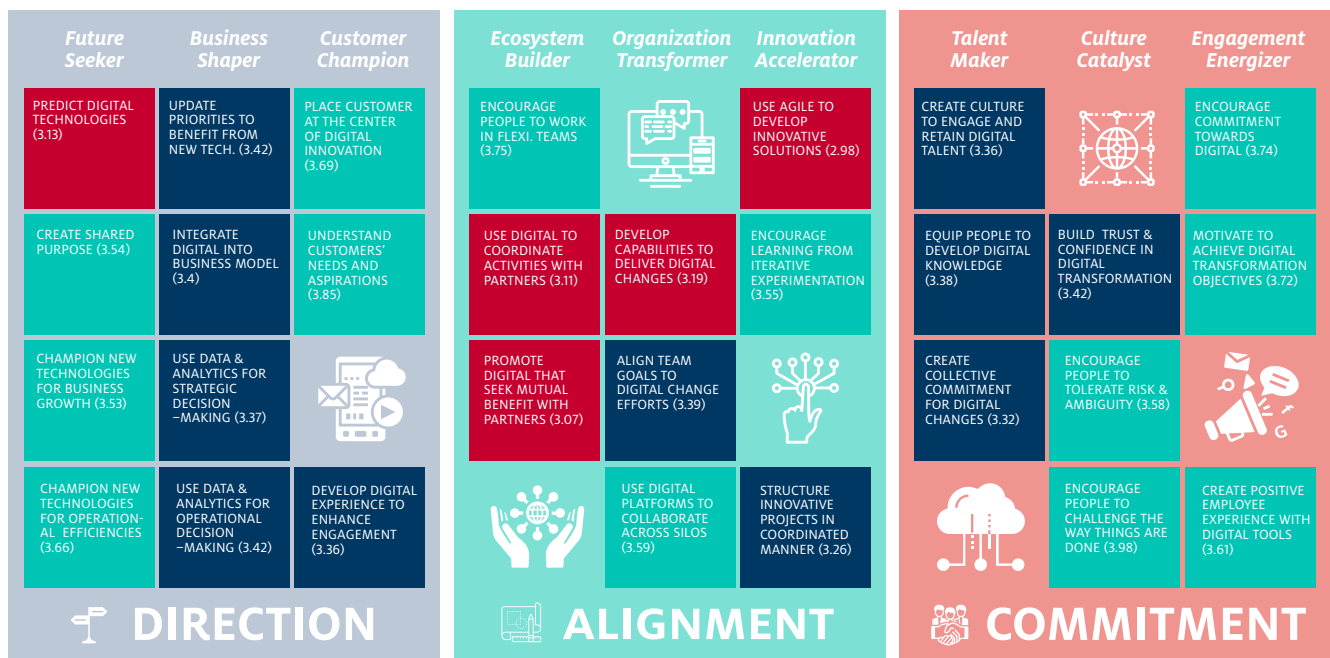 Future
Seeker
Business
Shaper
Customer
Champion
PREDICT DIGITAL
TECHNOLOGIES
(3.13)
UPDATE
PRIORITIES TO
BENEFIT FROM
NEW TECH. (3.42)
PLACE CUSTOMER
AT THE CENTER
OF DIGITAL
INNOVATION
(3.69)
CREATE SHARED
PURPOSE (3.54)
INTEGRATE
DIGITAL INTO
BUSINESS MODEL
(3.4)
UNDERSTAND
CUSTOMERS'
NEEDS AND
ASPIRATIONS
(3.85)
CHAMPION NEW
TECHNOLOGIES
FOR BUSINESS
GROWTH (3.53)
USE DATA &
ANALYTICS FOR
STRATEGIC
DECISION
–MAKING (3.37)
CHAMPION NEW
TECHNOLOGIES
FOR OPERATION-
AL EFFICIENCIES
(3.66)
USE DATA &
ANALYTICS FOR
OPERATIONAL
DECISION
–MAKING (3.42)
DEVELOP DIGITAL
EXPERIENCE TO
ENHANCE
ENGAGEMENT
(3.36)
DIRECTION
Ecosystem
Builder
Organization
Transformer
Innovation
Accelerator
ENCOURAGE
PEOPLE TO WORK
IN FLEXI. TEAMS
(3.75)
USE AGILE TO
DEVELOP
INNOVATIVE
SOLUTIONS (2.98)
USE DIGITAL TO
COORDINATE
ACTIVITIES WITH
PARTNERS (3.11)
DEVELOP
CAPABILITIES TO
DELIVER DIGITAL
CHANGES (3.19)
ENCOURAGE
LEARNING FROM
ITERATIVE
EXPERIMENTATION
(3.55)
PROMOTE
DIGITAL THAT
SEEK MUTUAL
BENEFIT WITH
PARTNERS (3.07)
ALIGN TEAM
GOALS TO
DIGITAL CHANGE
EFFORTS (3.39)
USE DIGITAL
PLATFORMS TO
COLLABORATE
ACROSS SILOS
(3.59)
STRUCTURE
INNOVATIVE
PROJECTS IN
COORDINATED
MANNER (3.26)
ALIGNMENT
Talent
Maker
Culture
Catalyst
Engagement
Energizer
CREATE CULTURE
TO ENGAGE AND
RETAIN DIGITAL
TALENT (3.36)
ENCOURAGE
COMMITMENT
TOWARDS
DIGITAL (3.74)
EQUIP PEOPLE TO
DEVELOP DIGITAL
KNOWLEDGE
(3.38)
BUILD TRUST &
CONFIDENCE IN
DIGITAL
TRANSFORMATION
(3.42)
MOTIVATE TO
ACHIEVE DIGITAL
TRANSFORMATION
OBJECTIVES (3.72)
CREATE
COLLECTIVE
COMMITMENT
FOR DIGITAL
CHANGES (3.32)
ENCOURAGE
PEOPLE TO
TOLERATE RISK &
AMBIGUITY (3.58)
f
G
ENCOURAGE
PEOPLE TO
CHALLENGE THE
WAY THINGS ARE
DONE (3.98)
CREATE POSITIVE
EMPLOYEE
EXPERIENCE WITH
DIGITAL TOOLS
(3.61)
COMMITMENT